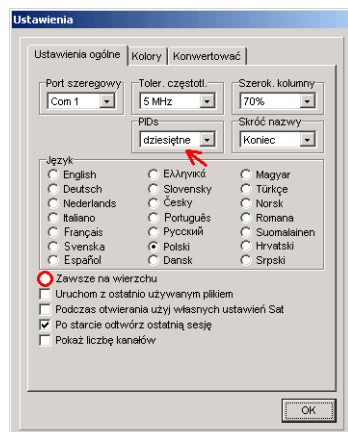 Ustawienia
Ustawienia ogólne Kolory Konwertować
Port szeregowy Toler. częstotl. Szerok. kolumny
Com 1 5 MHz 70%
PIDs Skróć nazwy
dziesiętne Koniec
Język
English Ελληνικά Magyar
Deutsch Slovensky Türkçe
Nederlands Česky Norsk
Italiano Português Romana
Français Русский Suomalainen
Svenska Polski Hrvatski
Español Dansk Srpski
Zawsze na wierzchu
Uruchom z ostatnio używanym plikiem
Podczas otwierania użyj własnych ustawień Sat
Po starcie odtwórz ostatnią sesję
Pokaż liczbę kanałów
OK